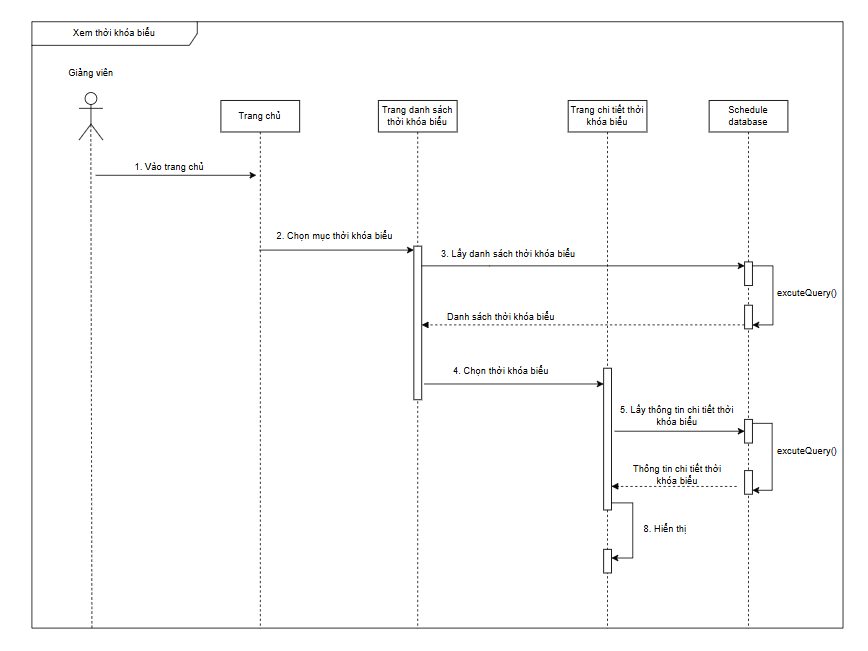 Xem thời khóa biểu
Giảng viên
Trang chủ
Trang danh sách
thời khóa biểu
Trang chi tiết thời
khóa biểu
Schedule
database
1. Vào trang chủ
2. Chọn mục thời khóa biểu
3. Lấy danh sách thời khóa biểu
excuteQuery()
Danh sách thời khóa biểu
4. Chọn thời khóa biểu
5. Lấy thông tin chi tiết thời
khóa biểu
excuteQuery()
Thông tin chi tiết thời
khóa biểu
8. Hiển thị